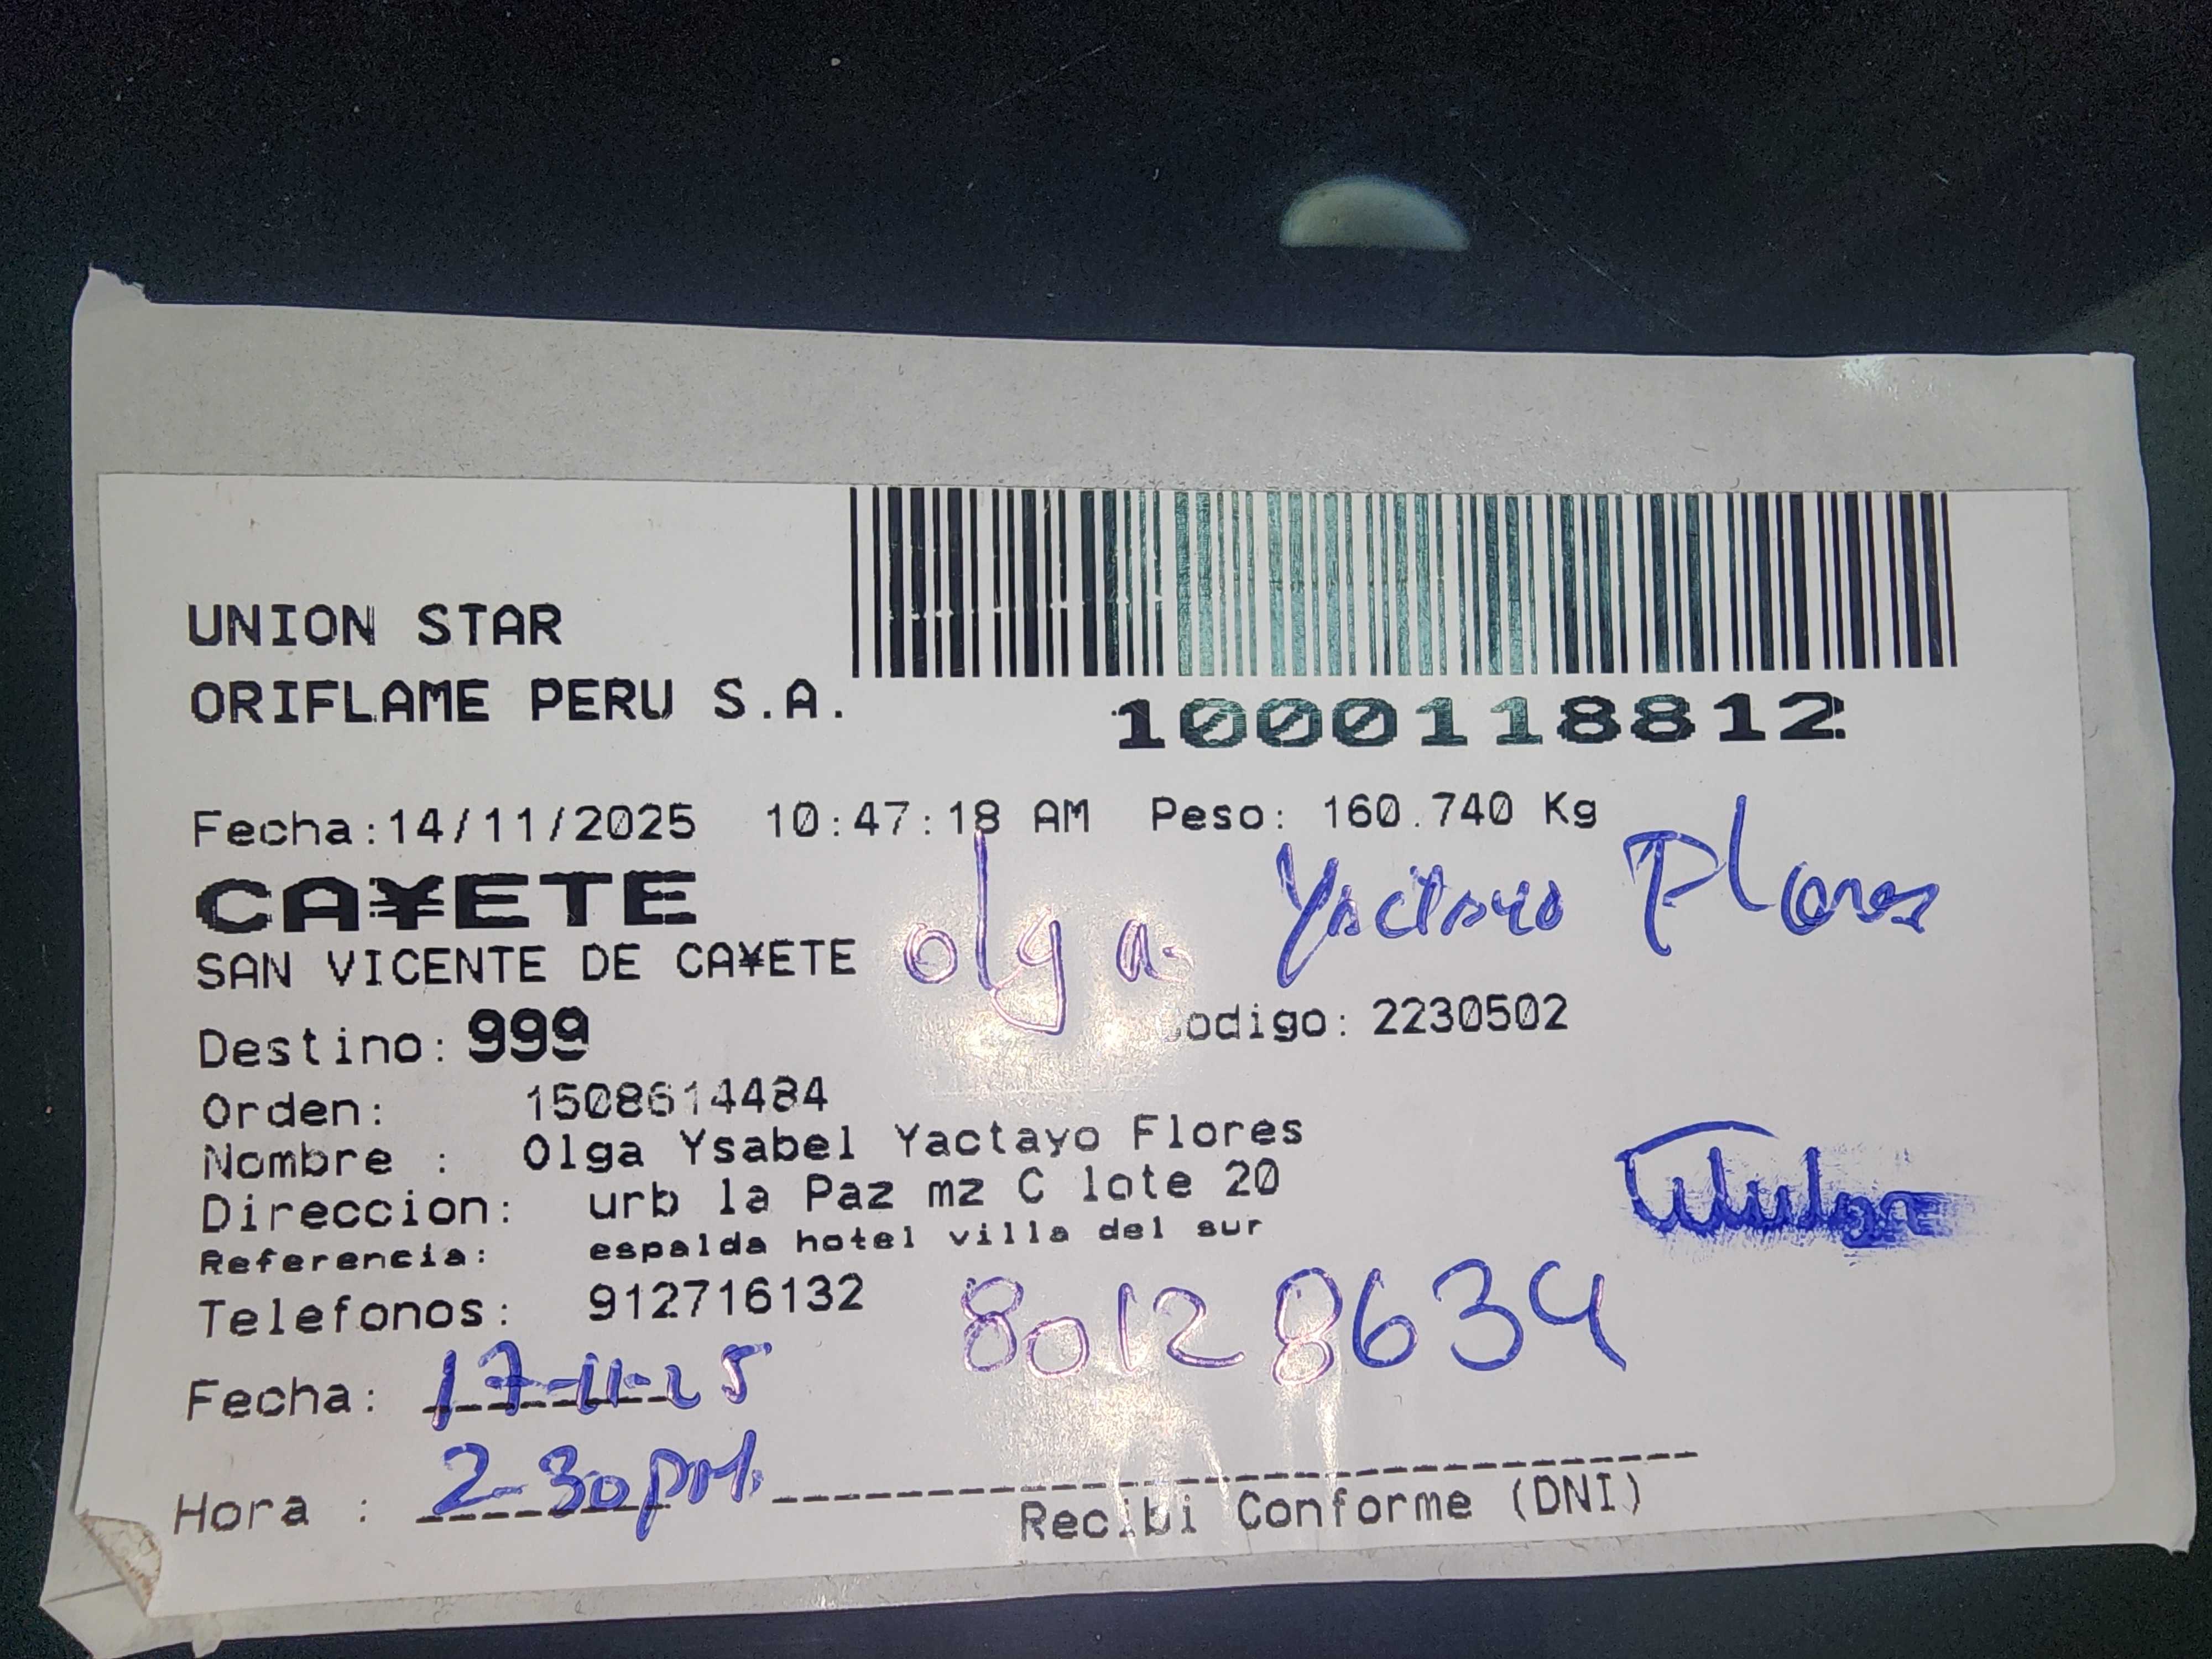 UNION STAR
ORIFLAME PERU S.A.
1000118812
Fecha:14/11/2025 10:47:18 AM Peso: 160.740 Kg
CA¥ETE
SAN VICENTE DE CA¥ETE
olga Yactayo Flores
Destino: 999 Codigo: 2230502
Orden: 1508614484
Nombre : Olga Ysabel Yactayo Flores
Direccion: urb la Paz mz C lote 20
Referencia: espalda hotel villa del sur
Telefonos: 912716132
80128634
Fecha: 17-11-25
Hora : 2-30 pm.
Recibi Conforme (DNI)